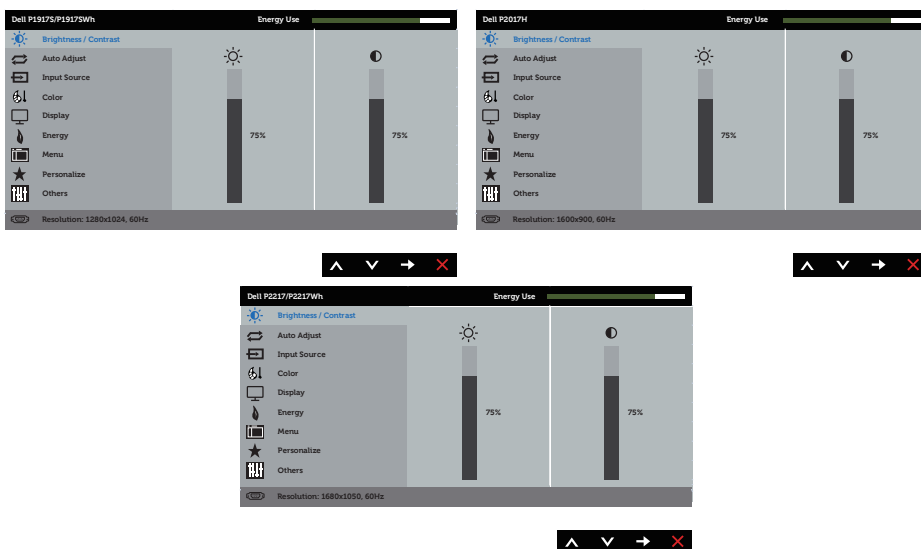 Dell P1917S/P1917SWh Energy Use
Brightness / Contrast
Auto Adjust
Input Source
Color
Display
Energy
Menu
Personalize
Others
75% 75%
Resolution: 1280x1024, 60Hz
Dell P2017H Energy Use
Brightness / Contrast
Auto Adjust
Input Source
Color
Display
Energy
Menu
Personalize
Others
75% 75%
Resolution: 1600x900, 60Hz
Dell P2217/P2217Wh Energy Use
Brightness / Contrast
Auto Adjust
Input Source
Color
Display
Energy
Menu
Personalize
Others
75% 75%
Resolution: 1680x1050, 60Hz